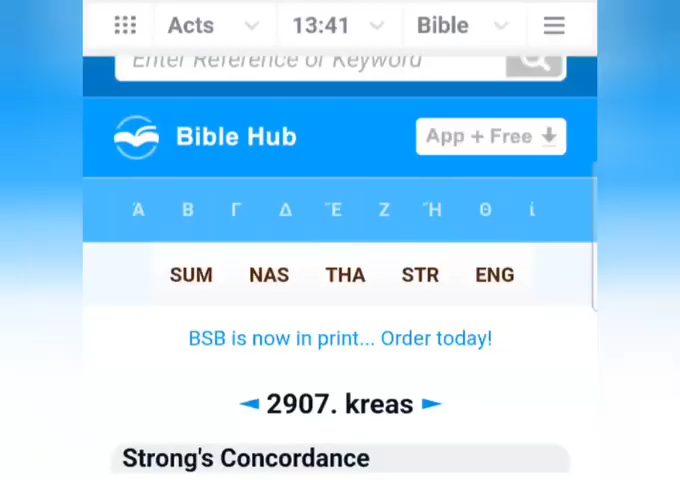 Acts 13:41 Bible
Enter Reference or Keyword
Bible Hub
App + Free
Ἀ Β Γ Δ Ἕ Ζ Ἥ Θ ἰ
SUM NAS THA STR ENG
BSB is now in print... Order today!
◄ 2907. kreas ►
Strong's Concordance